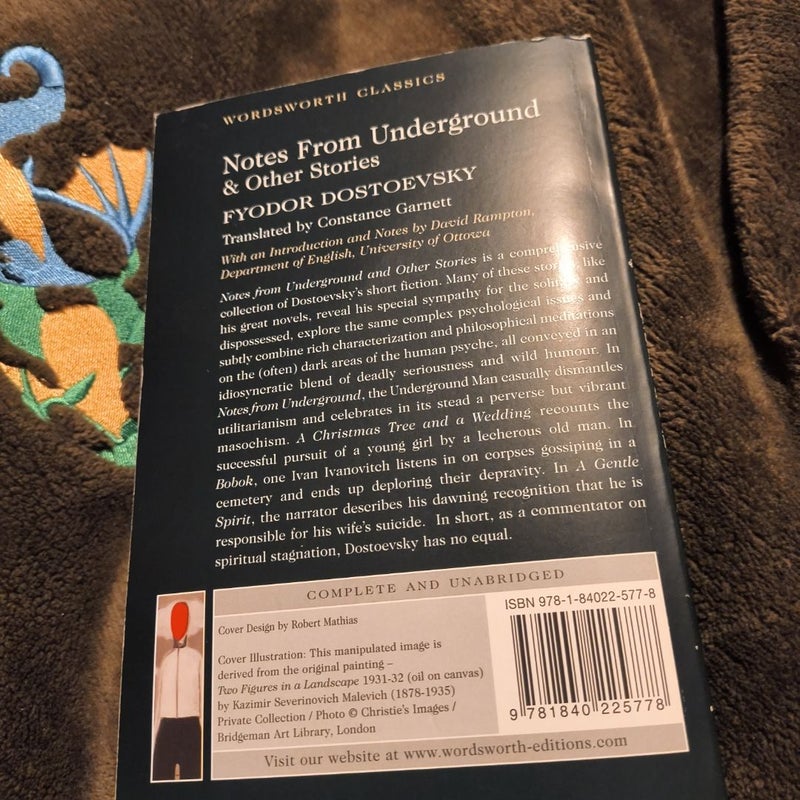 WORDSWORTH CLASSICS
Notes From Underground
& Other Stories
FYODOR DOSTOEVSKY
Translated by Constance Garnett
With an Introduction and Notes by David Rampton,
Department of English, University of Ottowa
Notes from Underground and Other Stories is a comprehensive
collection of Dostoevsky's short fiction. Many of these stories, like
his great novels, reveal his special sympathy for the solitary and
dispossessed, explore the same complex psychological issues and
subtly combine rich characterization and philosophical meditations
on the (often) dark areas of the human psyche, all conveyed in an
idiosyncratic blend of deadly seriousness and wild humour. In
Notes from Underground, the Underground Man casually dismantles
utilitarianism and celebrates in its stead a perverse but vibrant
masochism. A Christmas Tree and a Wedding recounts the
successful pursuit of a young girl by a lecherous old man. In
Bobok, one Ivan Ivanovitch listens in on corpses gossiping in a
cemetery and ends up deploring their depravity. In A Gentle
Spirit, the narrator describes his dawning recognition that he is
responsible for his wife's suicide. In short, as a commentator on
spiritual stagnation, Dostoevsky has no equal.
COMPLETE AND UNABRIDGED
Cover Design by Robert Mathias
Cover Illustration: This manipulated image is
derived from the original painting –
Two Figures in a Landscape 1931-32 (oil on canvas)
by Kazimir Severinovich Malevich (1878-1935)
Private Collection / Photo © Christie's Images /
Bridgeman Art Library, London
ISBN 978-1-84022-577-8
9 781840 225778
Visit our website at www.wordsworth-editions.com